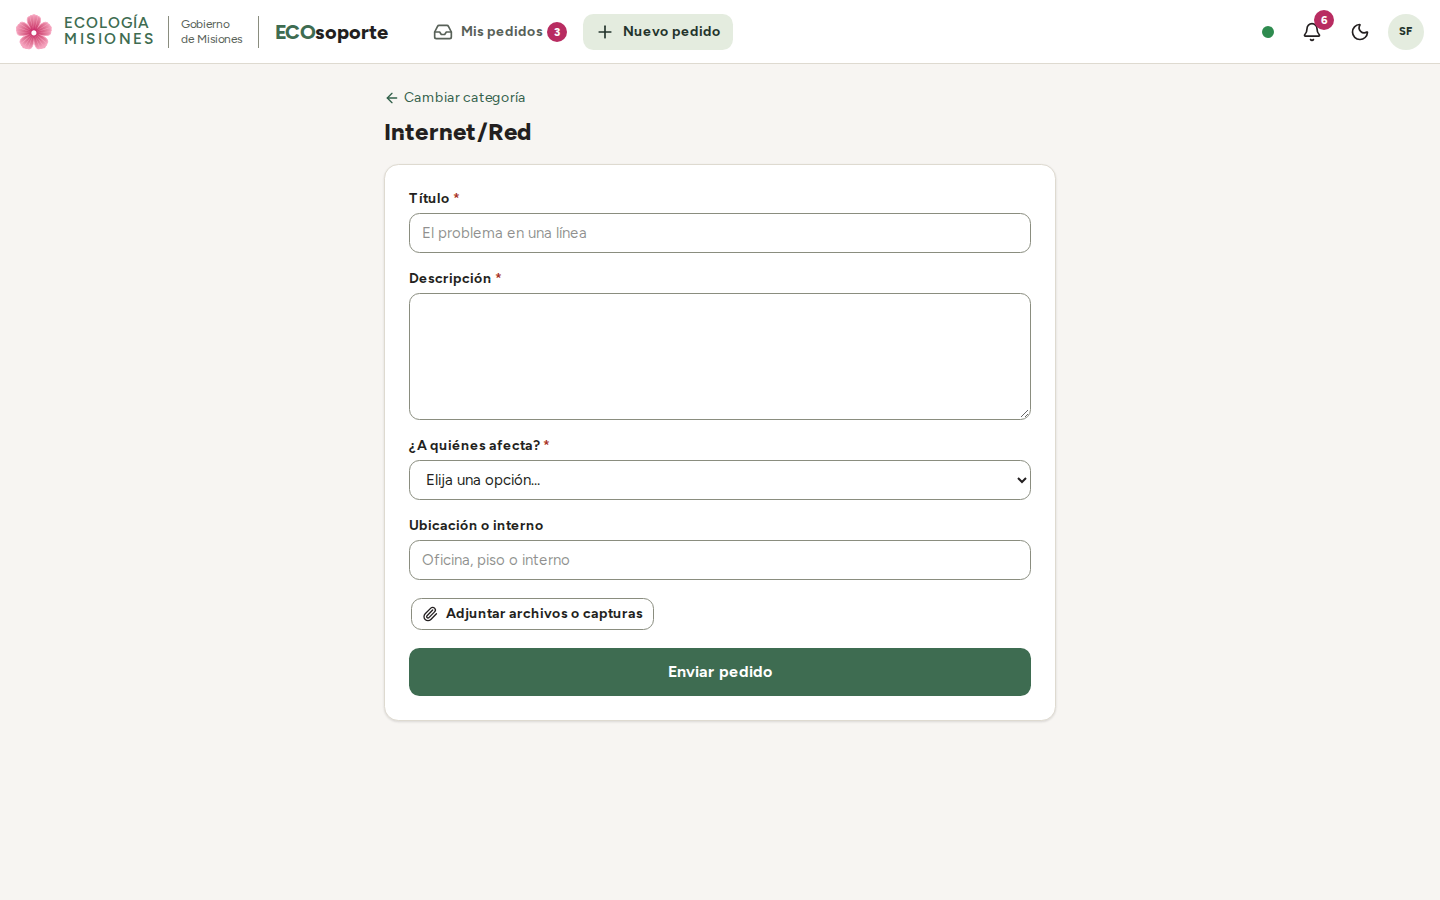 ECOLOGÍA
MISIONES
Gobierno
de Misiones
ECOsoporte
Mis pedidos 3
Nuevo pedido
6
SF
Cambiar categoría
Internet/Red
Título *
El problema en una línea
Descripción *
¿A quiénes afecta? *
Elija una opción...
Ubicación o interno
Oficina, piso o interno
Adjuntar archivos o capturas
Enviar pedido